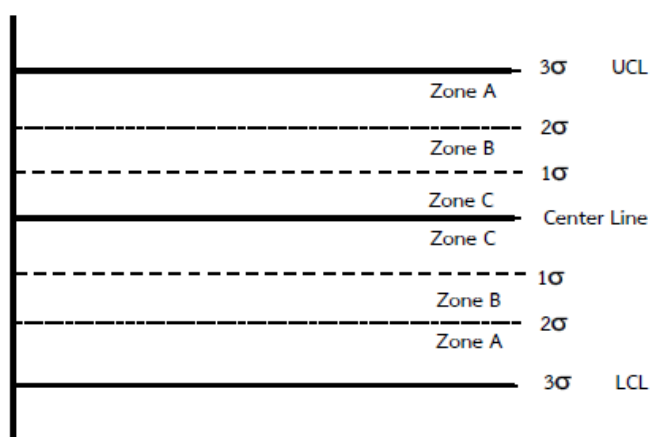 3σ UCL
Zone A
2σ
Zone B
1σ
Zone C
Center Line
Zone C
1σ
Zone B
2σ
Zone A
3σ LCL